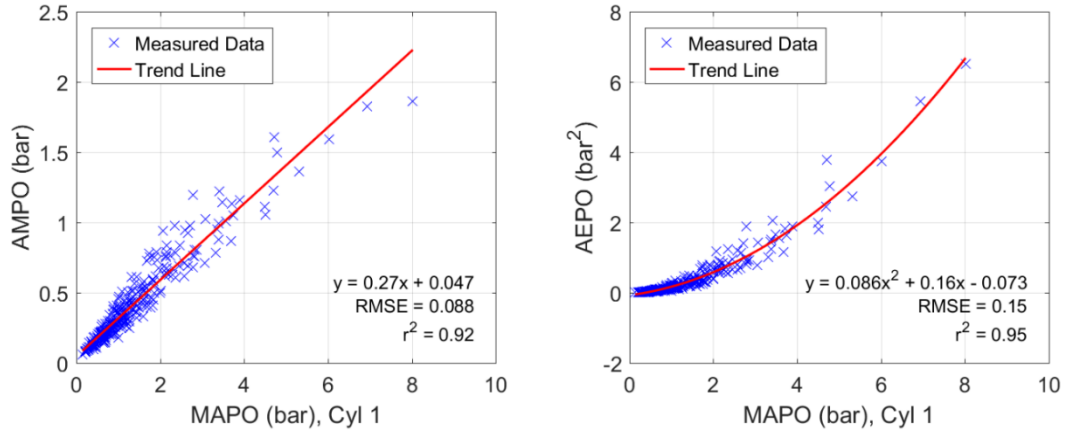 2.5
2
1.5
1
0.5
0
AMPO (bar)
Measured Data
Trend Line
y = 0.27x + 0.047
RMSE = 0.088
r² = 0.92
0 2 4 6 8 10
MAPO (bar), Cyl 1
8
6
4
2
0
-2
AEPO (bar²)
Measured Data
Trend Line
y = 0.086x² + 0.16x - 0.073
RMSE = 0.15
r² = 0.95
0 2 4 6 8 10
MAPO (bar), Cyl 1